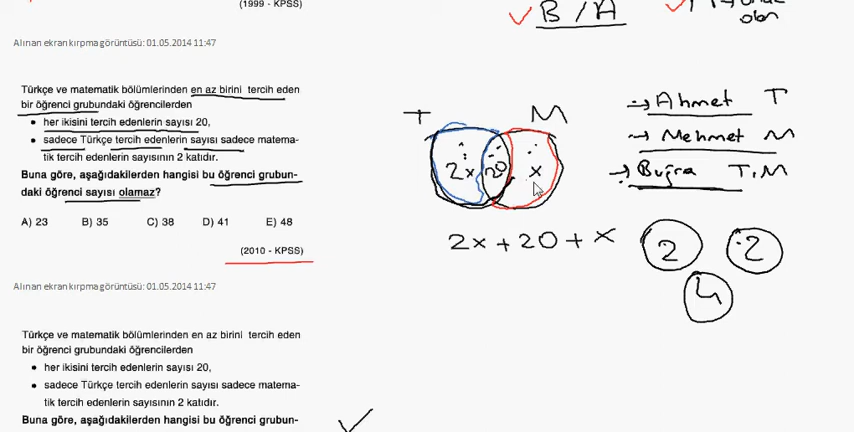 (1999 - KPSS)
B / A
olan
Alınan ekran kırpma görüntüsü: 01.05.2014 11:47
Türkçe ve matematik bölümlerinden en az birini tercih eden
bir öğrenci grubundaki öğrencilerden
• her ikisini tercih edenlerin sayısı 20,
• sadece Türkçe tercih edenlerin sayısı sadece matema-
tik tercih edenlerin sayısının 2 katıdır.
Buna göre, aşağıdakilerden hangisi bu öğrenci grubun-
daki öğrenci sayısı olamaz?
A) 23 B) 35 C) 38 D) 41 E) 48
(2010 - KPSS)
T M
2x 20 x
2x + 20 + x
→ Ahmet T
→ Mehmet M
→ Buğra T.M
2 2
4
Alınan ekran kırpma görüntüsü: 01.05.2014 11:47
Türkçe ve matematik bölümlerinden en az birini tercih eden
bir öğrenci grubundaki öğrencilerden
• her ikisini tercih edenlerin sayısı 20,
• sadece Türkçe tercih edenlerin sayısı sadece matema-
tik tercih edenlerin sayısının 2 katıdır.
Buna göre, aşağıdakilerden hangisi bu öğrenci grubun-